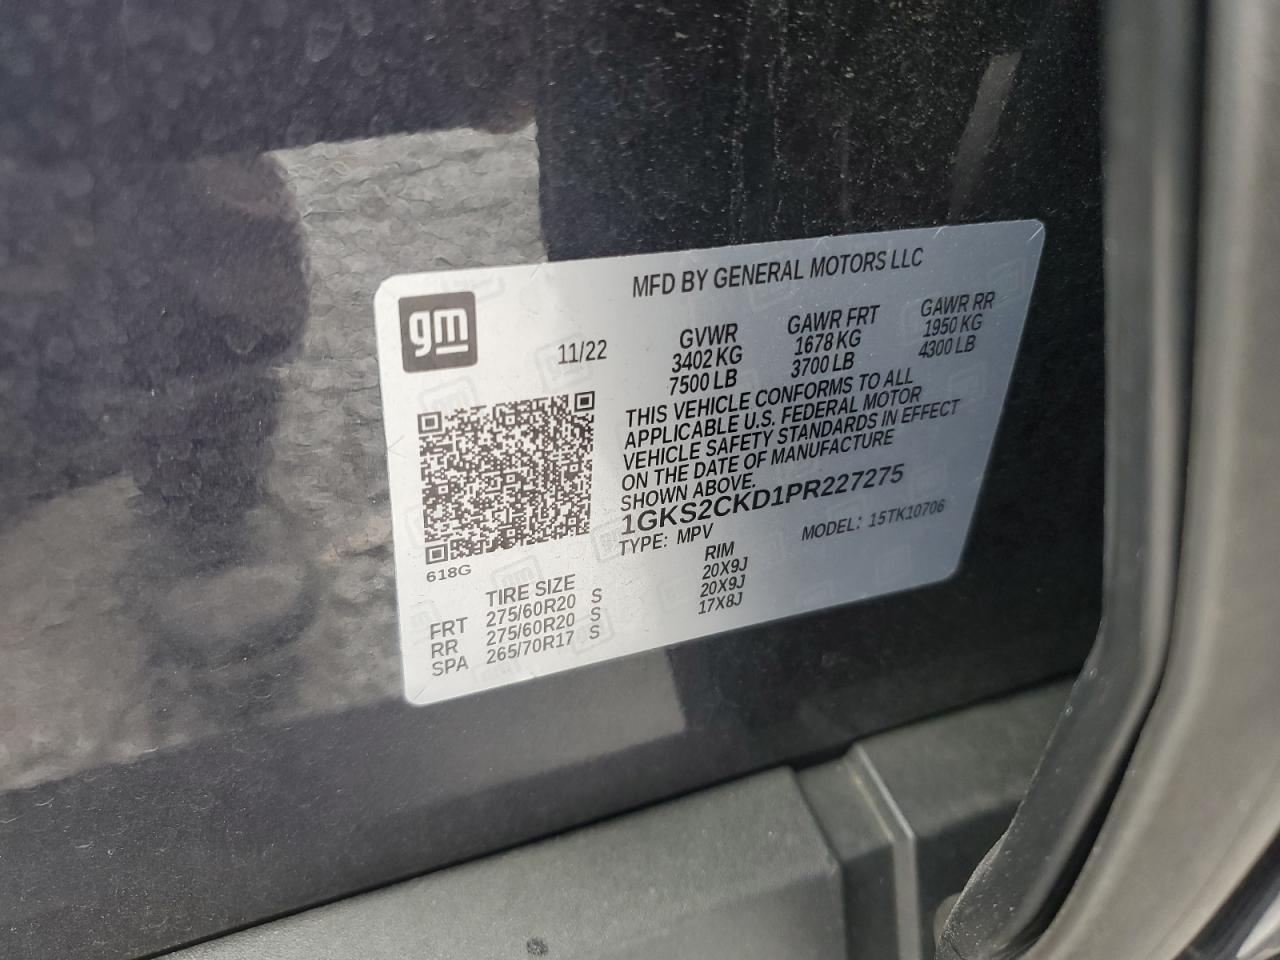 MFD BY GENERAL MOTORS LLC
gm
11/22
GVWR GAWR FRT GAWR RR
3402 KG 1678 KG 1950 KG
7500 LB 3700 LB 4300 LB
THIS VEHICLE CONFORMS TO ALL
APPLICABLE U.S. FEDERAL MOTOR
VEHICLE SAFETY STANDARDS IN EFFECT
ON THE DATE OF MANUFACTURE
SHOWN ABOVE.
1GKS2CKD1PR227275
TYPE: MPV MODEL: 15TK10706
618G
TIRE SIZE RIM
FRT 275/60R20 S 20X9J
RR 275/60R20 S 20X9J
SPA 265/70R17 S 17X8J